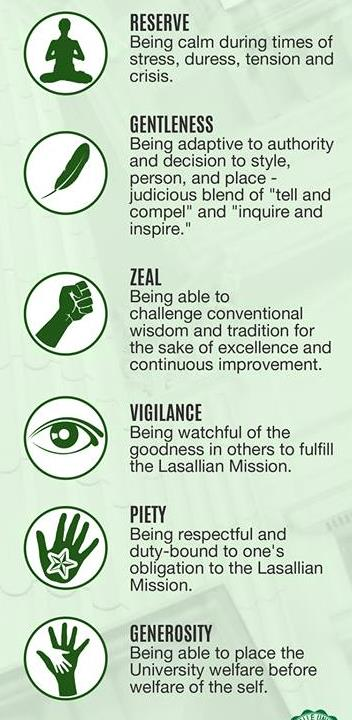 RESERVE
Being calm during times of
stress, duress, tension and
crisis.
GENTLENESS
Being adaptive to authority
and decision to style,
person, and place -
judicious blend of "tell and
compel" and "inquire and
inspire."
ZEAL
Being able to
challenge conventional
wisdom and tradition for
the sake of excellence and
continuous improvement.
VIGILANCE
Being watchful of the
goodness in others to fulfill
the Lasallian Mission.
PIETY
Being respectful and
duty-bound to one's
obligation to the Lasallian
Mission.
GENEROSITY
Being able to place the
University welfare before
welfare of the self.